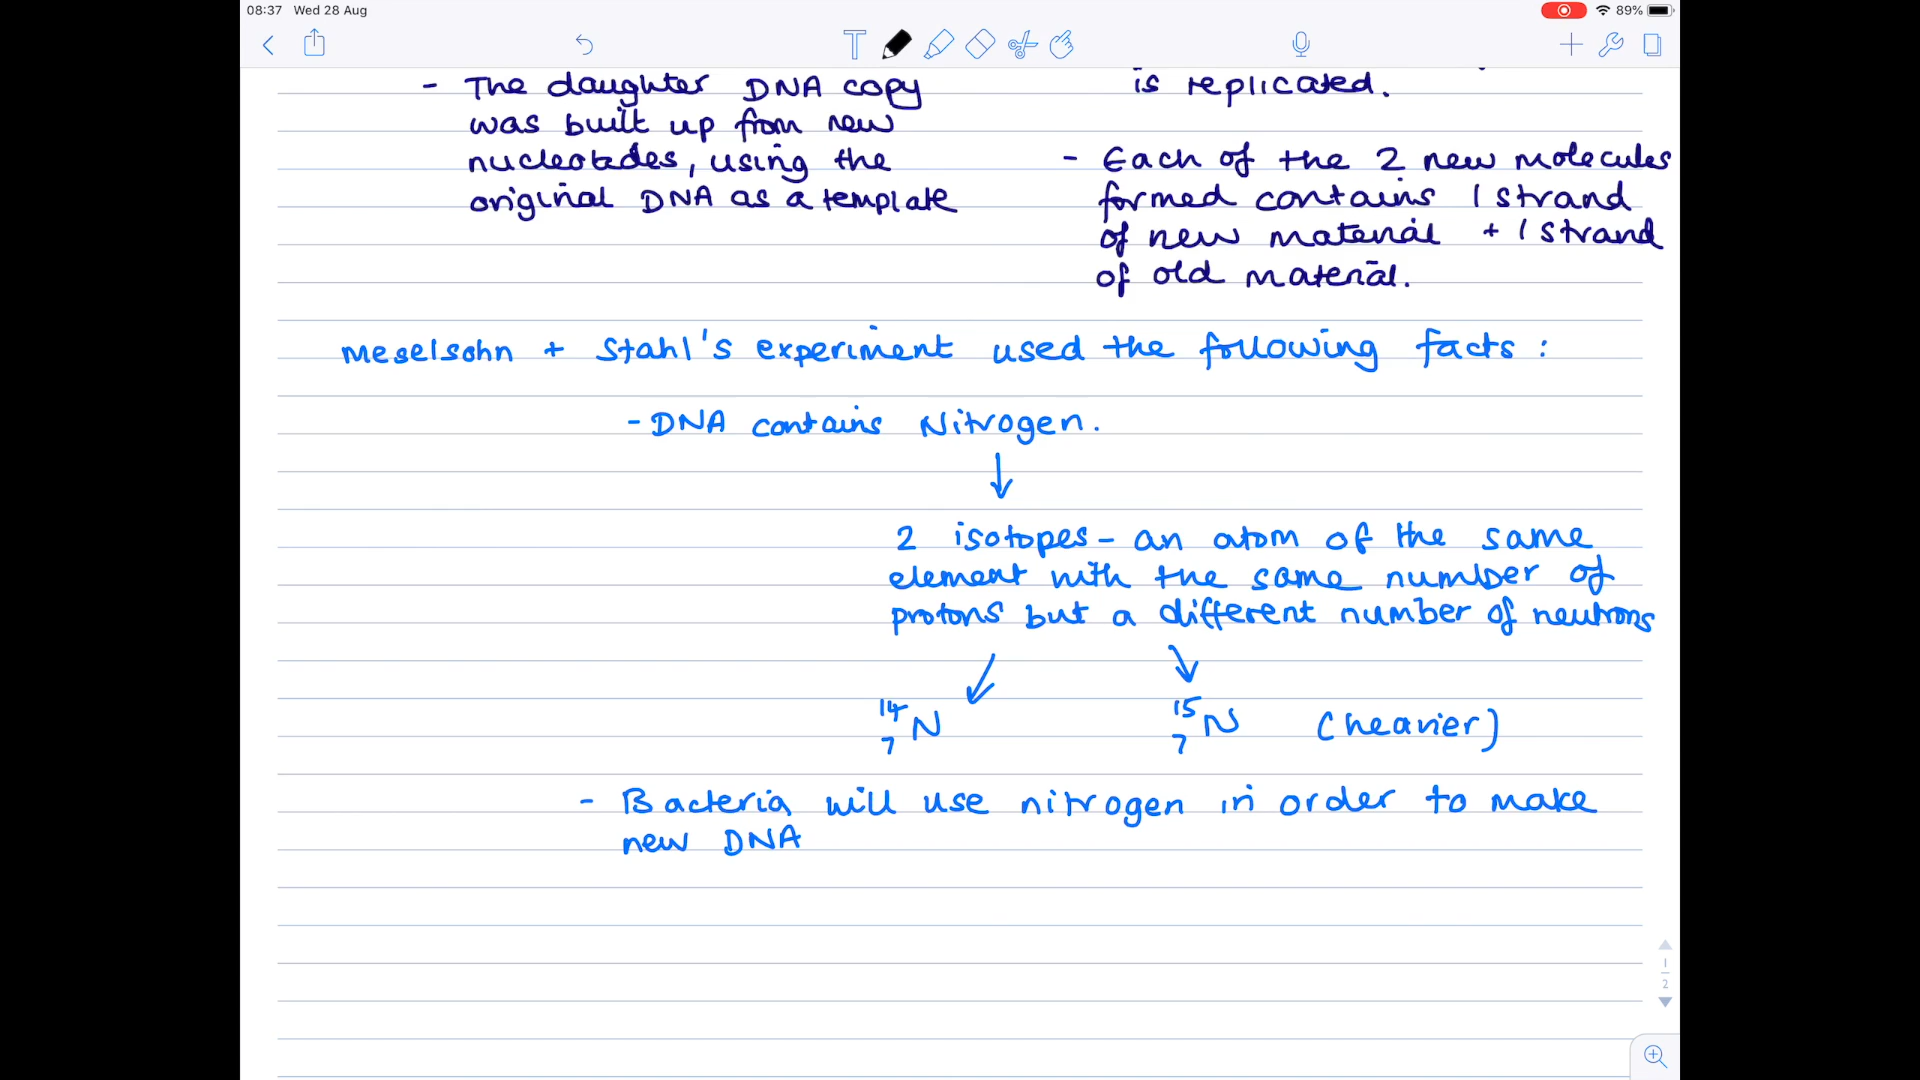 08:37 Wed 28 Aug
89%
T
- The daughter DNA copy
was built up from new
nucleotides, using the
original DNA as a template
is replicated.
- Each of the 2 new molecules
formed contains 1 strand
of new material + 1 strand
of old material.
Meselsohn + Stahl's experiment used the following facts :
- DNA contains Nitrogen.
↓
2 isotopes - an atom of the same
element with the same number of
protons but a different number of neutrons
14 7 N 15 7 N (heavier)
- Bacteria will use nitrogen in order to make
new DNA
1
2